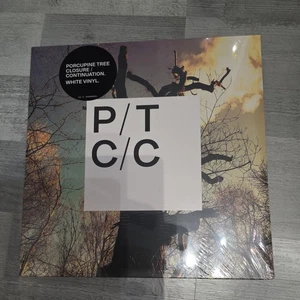 PORCUPINE TREE
CLOSURE /
CONTINUATION.
WHITE VINYL.
P/T
C/C